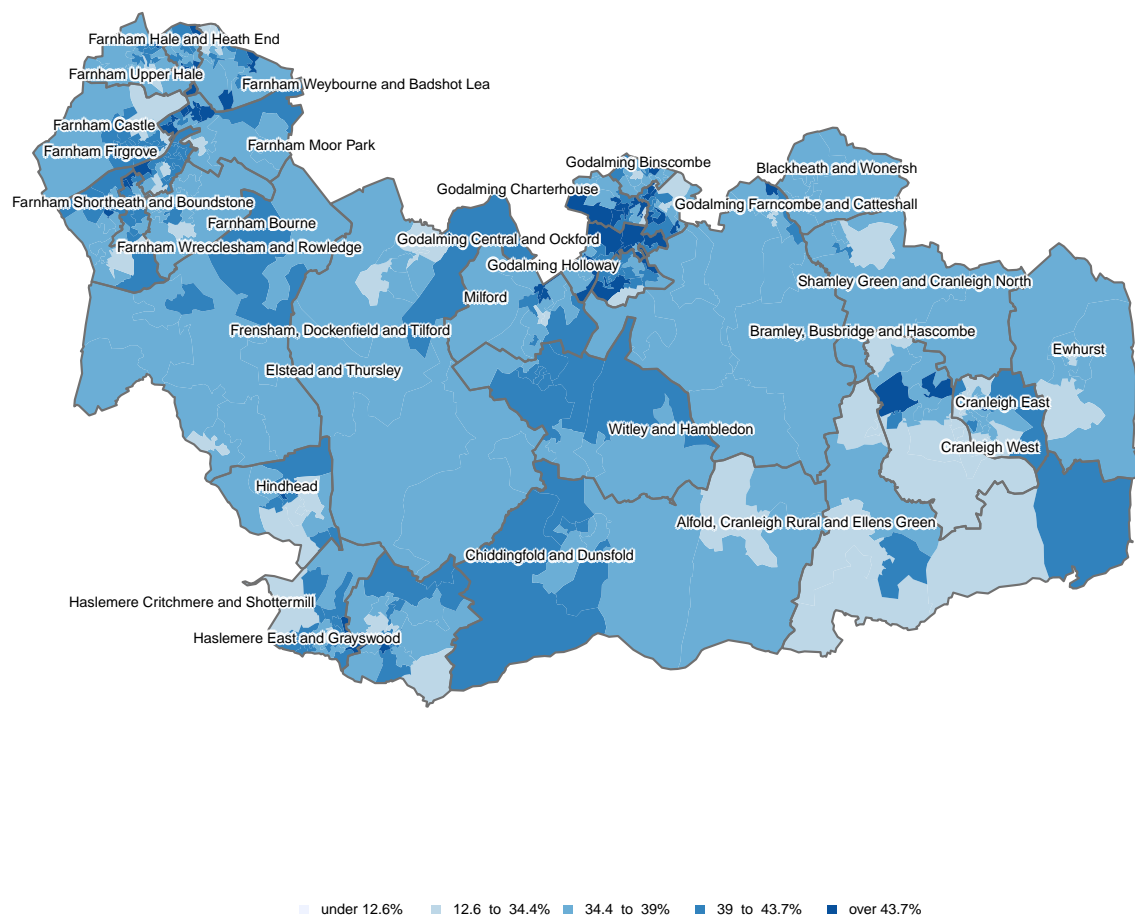 Farnham Hale and Heath End
Farnham Upper Hale
Farnham Weybourne and Badshot Lea
Farnham Castle
Farnham Firgrove
Farnham Moor Park
Godalming Binscombe
Blackheath and Wonersh
Godalming Charterhouse
Farnham Shortheath and Boundstone
Godalming Farncombe and Catteshall
Farnham Bourne
Godalming Central and Ockford
Farnham Wrecclesham and Rowledge
Godalming Holloway
Shamley Green and Cranleigh North
Milford
Frensham, Dockenfield and Tilford
Bramley, Busbridge and Hascombe
Ewhurst
Elstead and Thursley
Cranleigh East
Witley and Hambledon
Cranleigh West
Hindhead
Alfold, Cranleigh Rural and Ellens Green
Chiddingfold and Dunsfold
Haslemere Critchmere and Shottermill
Haslemere East and Grayswood
under 12.6% 12.6 to 34.4% 34.4 to 39% 39 to 43.7% over 43.7%